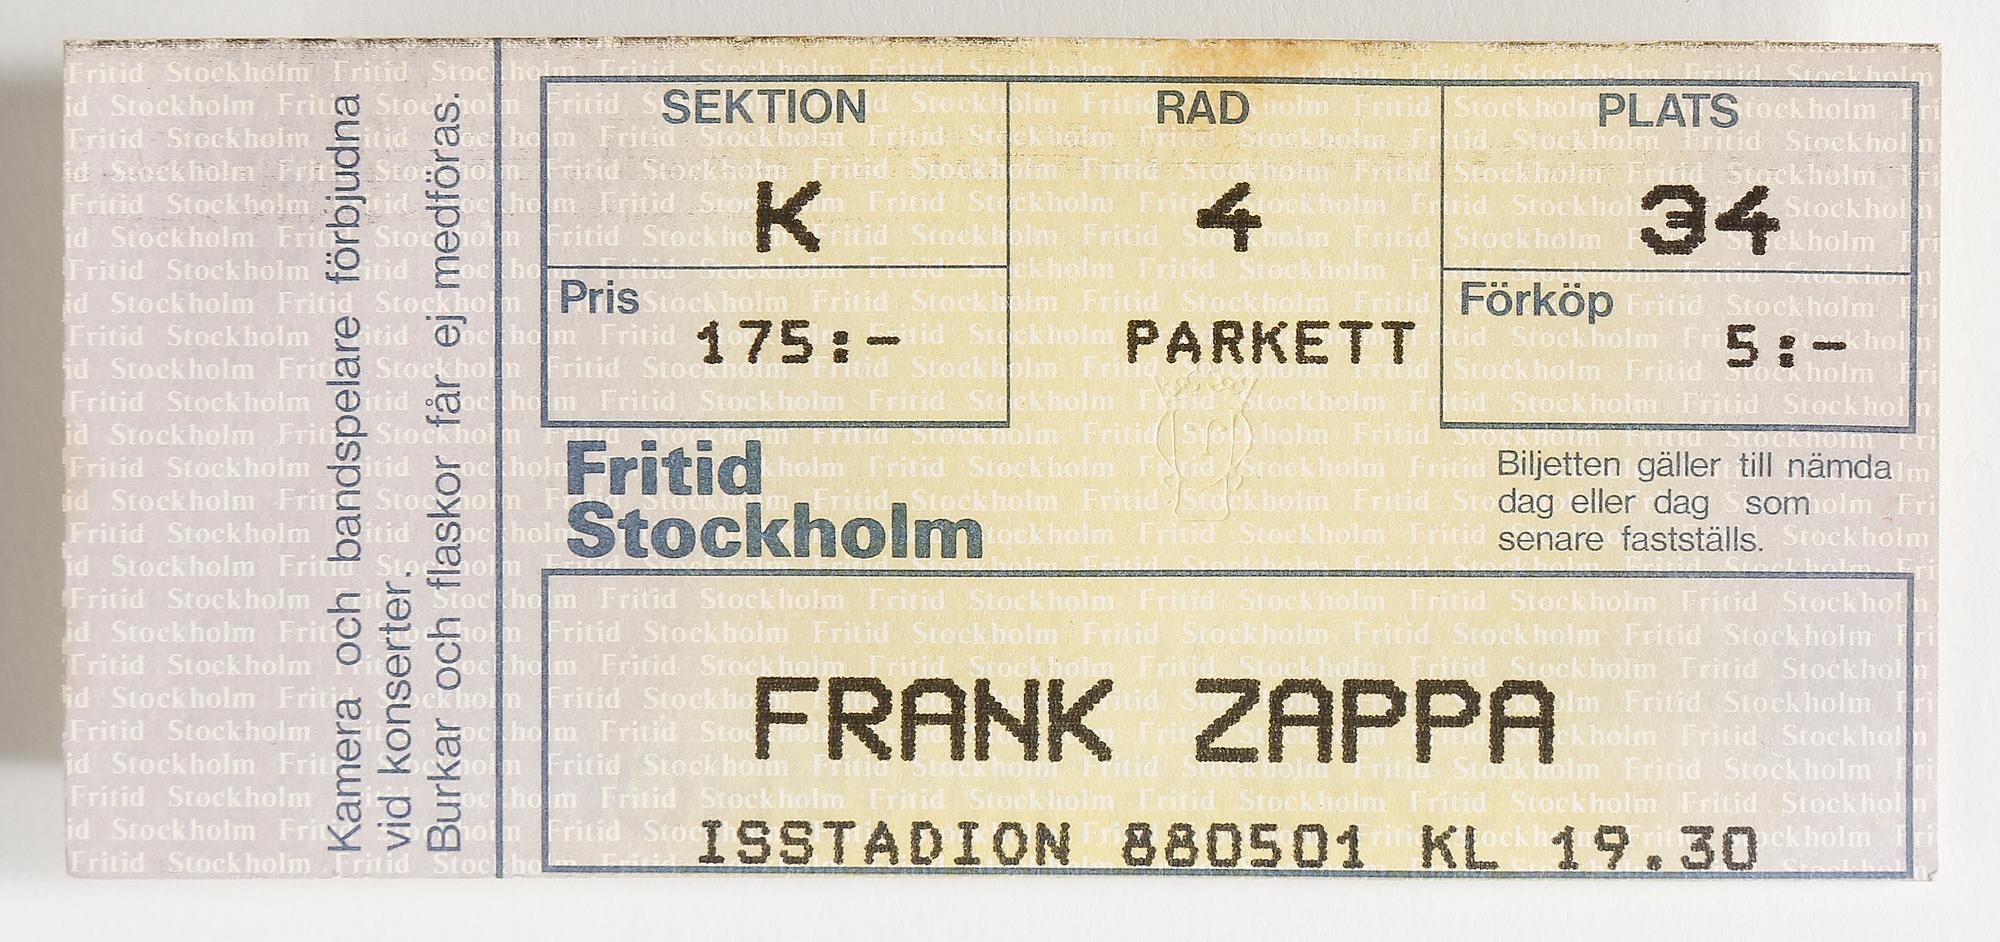 Kamera och bandspelare förbjudna
vid konserter.
Burkar och flaskor får ej medföras.
SEKTION RAD PLATS
K 4 34
Pris Förköp
175:- PARKETT 5:-
Fritid
Stockholm
Biljetten gäller till nämda
dag eller dag som
senare fastställs.
FRANK ZAPPA
ISSTADION 880501 KL 19.30